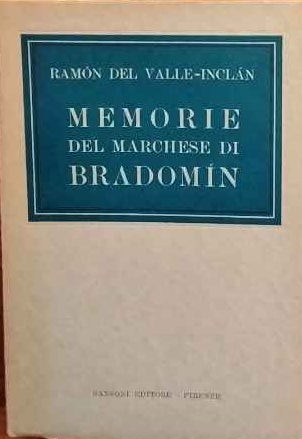 RAMÓN DEL VALLE-INCLÁN
MEMORIE
DEL MARCHESE DI
BRADOMÍN
SANSONI EDITORE - FIRENZE